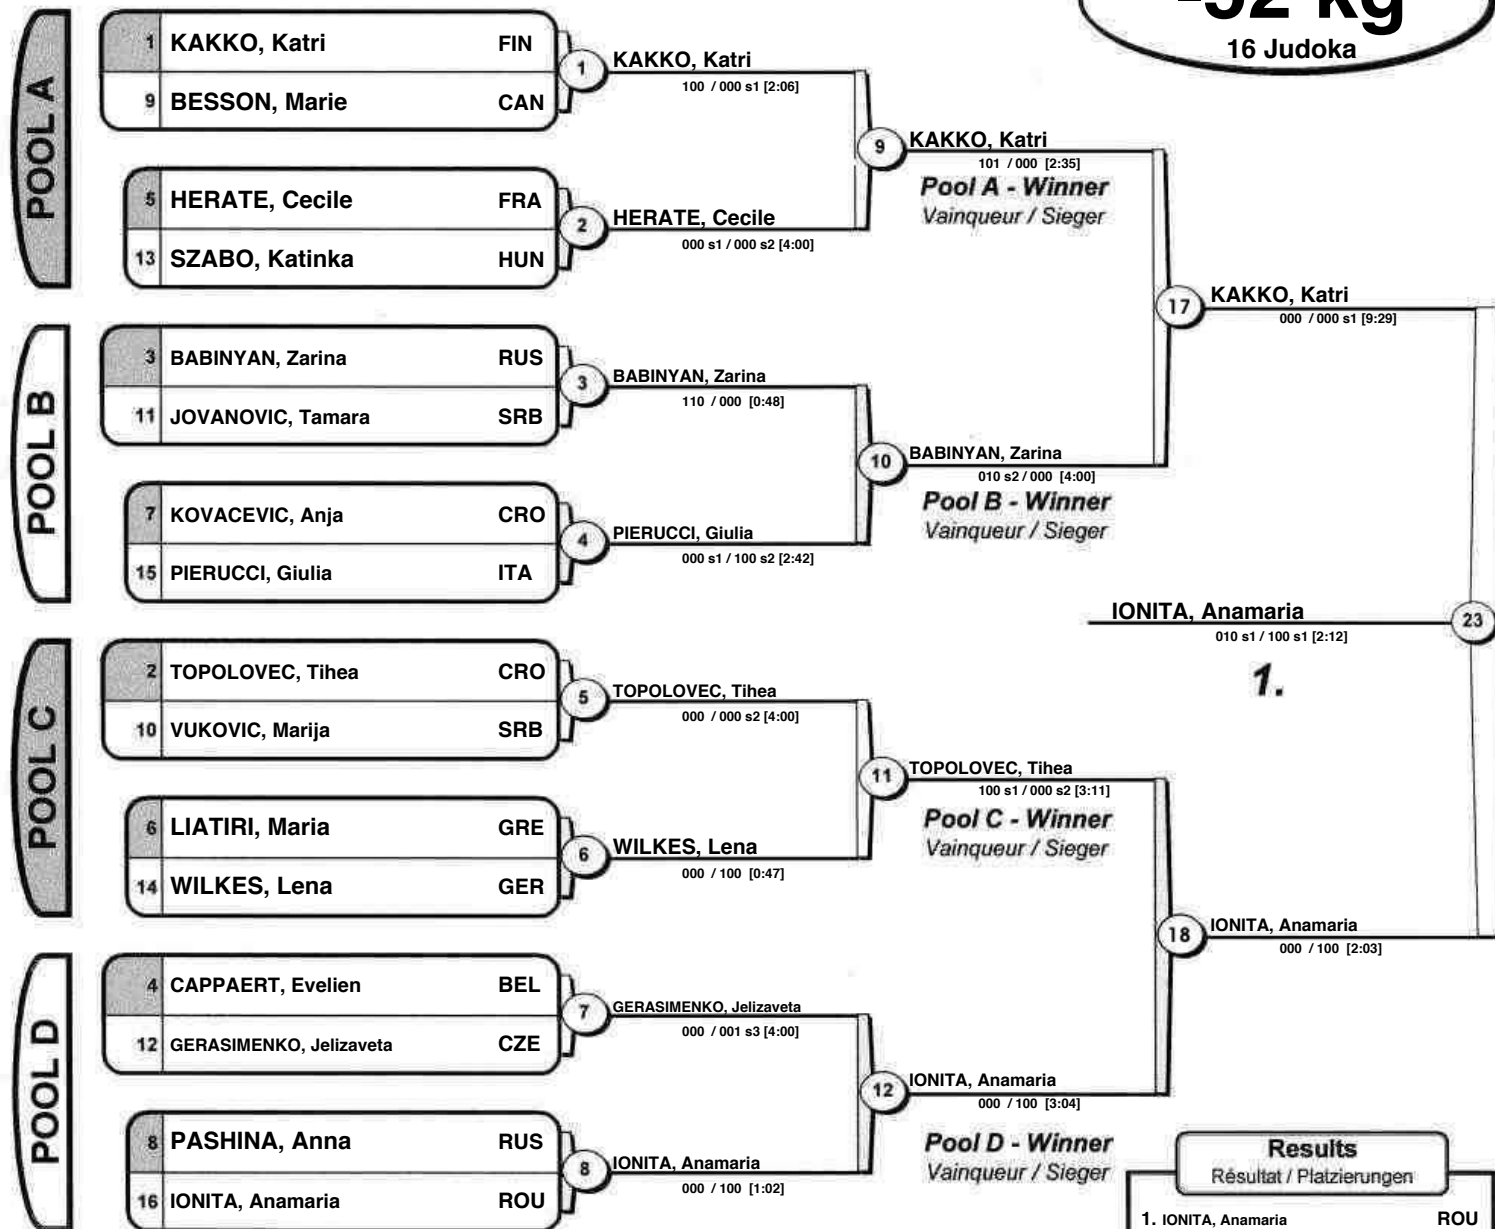 -52 kg
16 Judoka
POOL A
1 KAKKO, Katri FIN
9 BESSON, Marie CAN
1
KAKKO, Katri
100 / 000 s1 [2:06]
5 HERATE, Cecile FRA
13 SZABO, Katinka HUN
2
HERATE, Cecile
000 s1 / 000 s2 [4:00]
9
KAKKO, Katri
101 / 000 [2:35]
Pool A - Winner
Vainqueur / Sieger
POOL B
3 BABINYAN, Zarina RUS
11 JOVANOVIC, Tamara SRB
3
BABINYAN, Zarina
110 / 000 [0:48]
7 KOVACEVIC, Anja CRO
15 PIERUCCI, Giulia ITA
4
PIERUCCI, Giulia
000 s1 / 100 s2 [2:42]
10
BABINYAN, Zarina
010 s2 / 000 [4:00]
Pool B - Winner
Vainqueur / Sieger
17
KAKKO, Katri
000 / 000 s1 [9:29]
POOL C
2 TOPOLOVEC, Tihea CRO
10 VUKOVIC, Marija SRB
5
TOPOLOVEC, Tihea
000 / 000 s2 [4:00]
6 LIATIRI, Maria GRE
14 WILKES, Lena GER
6
WILKES, Lena
000 / 100 [0:47]
11
TOPOLOVEC, Tihea
100 s1 / 000 s2 [3:11]
Pool C - Winner
Vainqueur / Sieger
POOL D
4 CAPPAERT, Evelien BEL
12 GERASIMENKO, Jelizaveta CZE
7
GERASIMENKO, Jelizaveta
000 / 001 s3 [4:00]
8 PASHINA, Anna RUS
16 IONITA, Anamaria ROU
8
IONITA, Anamaria
000 / 100 [1:02]
12
IONITA, Anamaria
000 / 100 [3:04]
Pool D - Winner
Vainqueur / Sieger
18
IONITA, Anamaria
000 / 100 [2:03]
23
IONITA, Anamaria
010 s1 / 100 s1 [2:12]
1.
Results
Résultat / Platzierungen
1. IONITA, Anamaria ROU